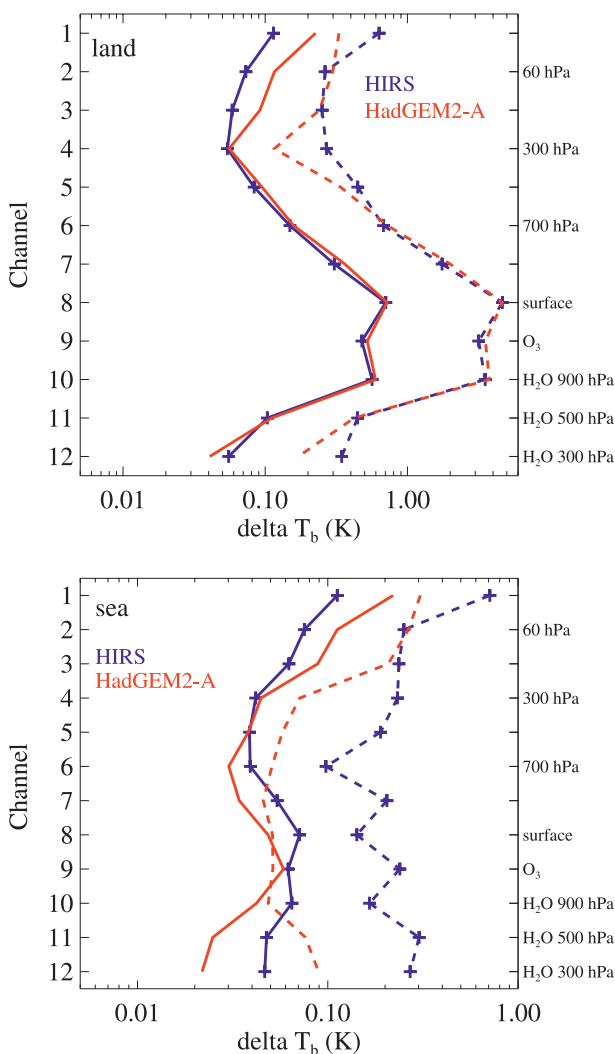 land
HIRS
HadGEM2-A
Channel
1
2
3
4
5
6
7
8
9
10
11
12
60 hPa
300 hPa
700 hPa
surface
O₃
H₂O 900 hPa
H₂O 500 hPa
H₂O 300 hPa
0.01
0.10
1.00
delta T_b (K)
sea
HIRS
HadGEM2-A
Channel
1
2
3
4
5
6
7
8
9
10
11
12
60 hPa
300 hPa
700 hPa
surface
O₃
H₂O 900 hPa
H₂O 500 hPa
H₂O 300 hPa
0.01
0.10
1.00
delta T_b (K)